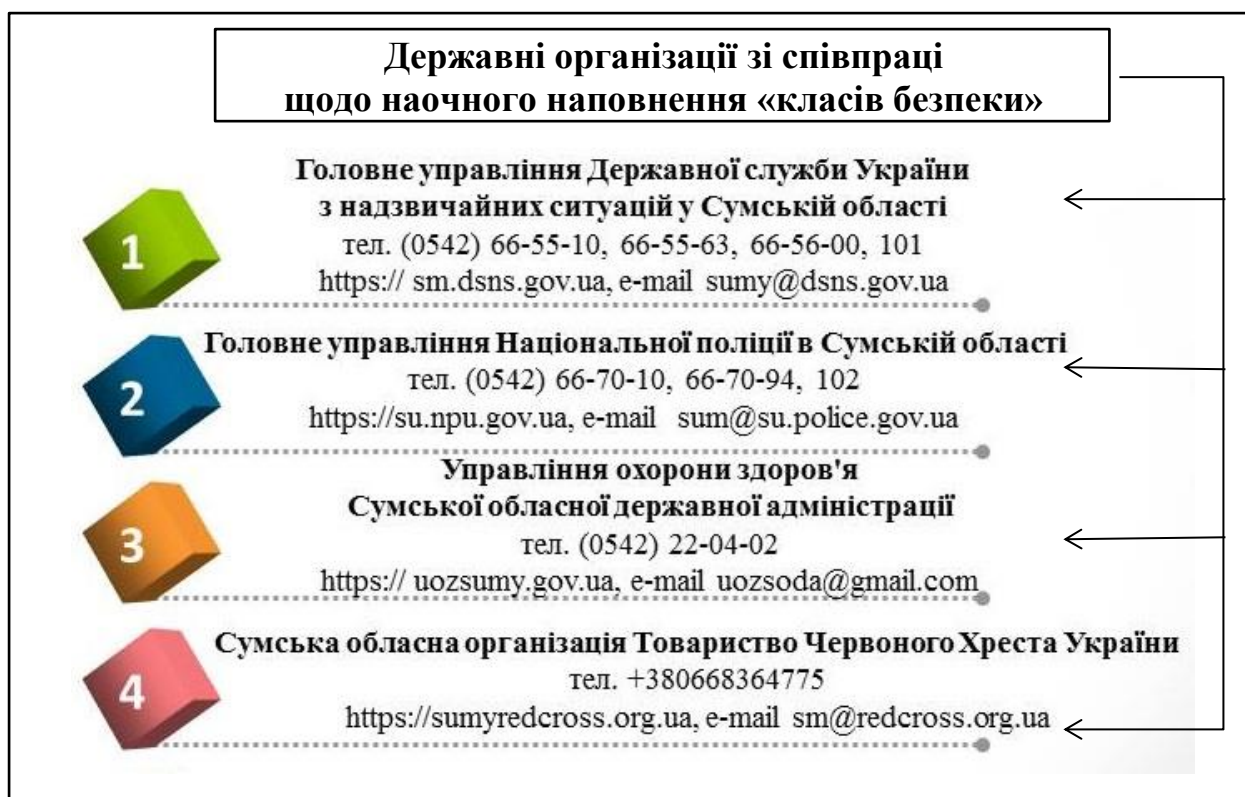 Державні організації зі співпраці
щодо наочного наповнення «класів безпеки»
Головне управління Державної служби України
з надзвичайних ситуацій у Сумській області
1
тел. (0542) 66-55-10, 66-55-63, 66-56-00, 101
https:// sm.dsns.gov.ua, e-mail sumy@dsns.gov.ua
Головне управління Національної поліції в Сумській області
2
тел. (0542) 66-70-10, 66-70-94, 102
https://su.npu.gov.ua, e-mail sum@su.police.gov.ua
Управління охорони здоров'я
Сумської обласної державної адміністрації
3
тел. (0542) 22-04-02
https:// uozsumy.gov.ua, e-mail uozsoda@gmail.com
Сумська обласна організація Товариство Червоного Хреста України
4
тел. +380668364775
https://sumyredcross.org.ua, e-mail sm@redcross.org.ua